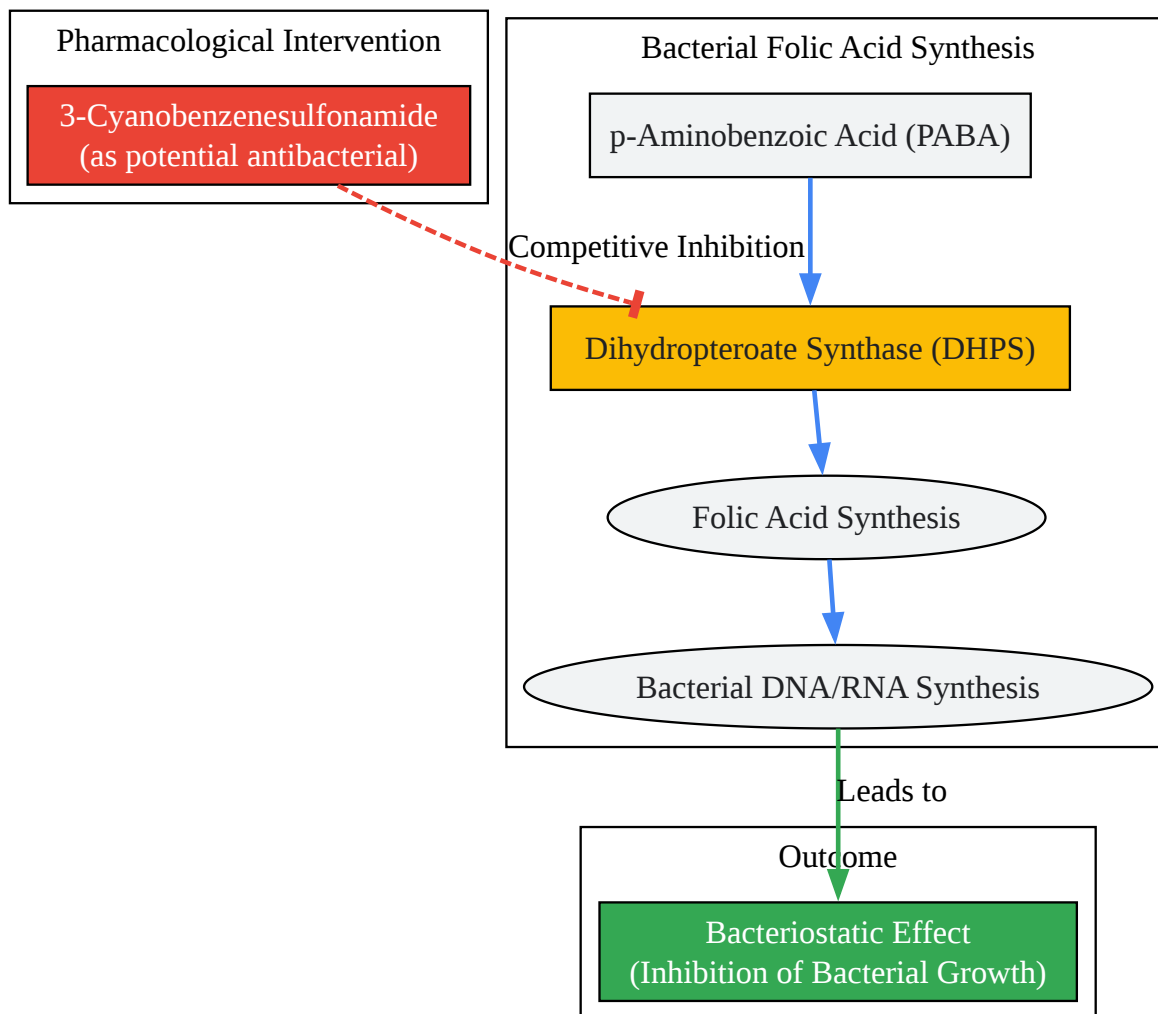 Pharmacological Intervention
3-Cyanobenzenesulfonamide
(as potential antibacterial)
Bacterial Folic Acid Synthesis
p-Aminobenzoic Acid (PABA)
Competitive Inhibition
Dihydropteroate Synthase (DHPS)
Folic Acid Synthesis
Bacterial DNA/RNA Synthesis
Leads to
Outcome
Bacteriostatic Effect
(Inhibition of Bacterial Growth)